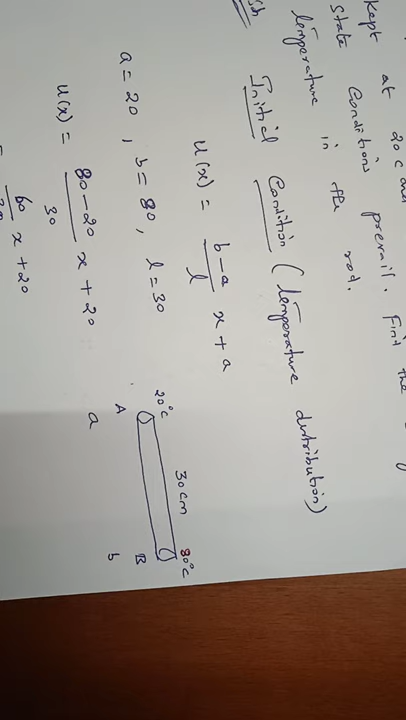 kept at 20°c and
State Conditions prevail. Find the
temperature in the rod.
Initial Condition (temperature distribution)
u(x) = b-a/l x + a
a = 20, b = 80, l = 30
u(x) = 80-20/30 x + 20
= 60/30 x + 20
20°c 30cm 80°c
A B
a b